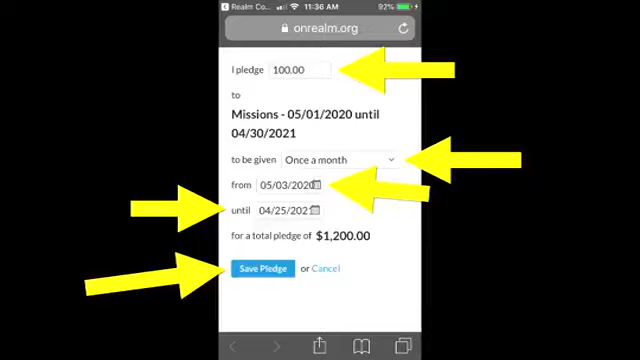 Realm Co... 11:36 AM 92%
onrealm.org
I pledge 100.00
to
Missions - 05/01/2020 until
04/30/2021
to be given Once a month
from 05/03/2020
until 04/25/2021
for a total pledge of $1,200.00
Save Pledge or Cancel